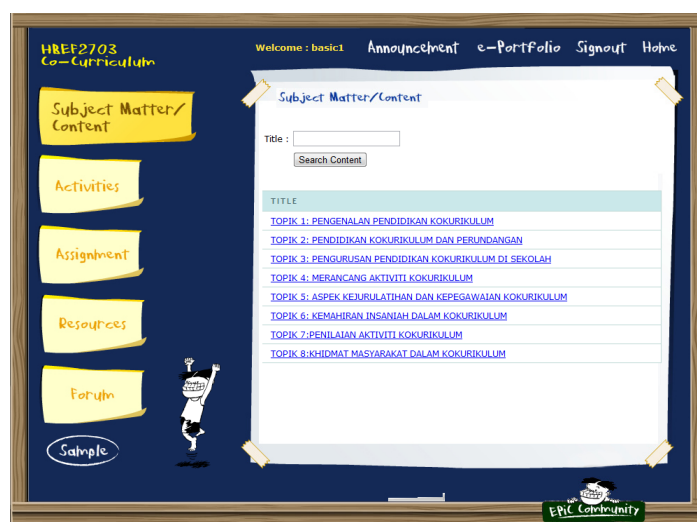 HBEF2703
Co-Curriculum
Welcome : basic1
Announcement
e-Portfolio
Signout
Home
Subject Matter/
Content
Activities
Assignment
Resources
Forum
Sample
Subject Matter/Content
Title :
Search Content
TITLE
TOPIK 1: PENGENALAN PENDIDIKAN KOKURIKULUM
TOPIK 2: PENDIDIKAN KOKURIKULUM DAN PERUNDANGAN
TOPIK 3: PENGURUSAN PENDIDIKAN KOKURIKULUM DI SEKOLAH
TOPIK 4: MERANCANG AKTIVITI KOKURIKULUM
TOPIK 5: ASPEK KEJURULATIHAN DAN KEPEGAWAIAN KOKURIKULUM
TOPIK 6: KEMAHIRAN INSANIAH DALAM KOKURIKULUM
TOPIK 7:PENILAIAN AKTIVITI KOKURIKULUM
TOPIK 8:KHIDMAT MASYARAKAT DALAM KOKURIKULUM
EPiC Community